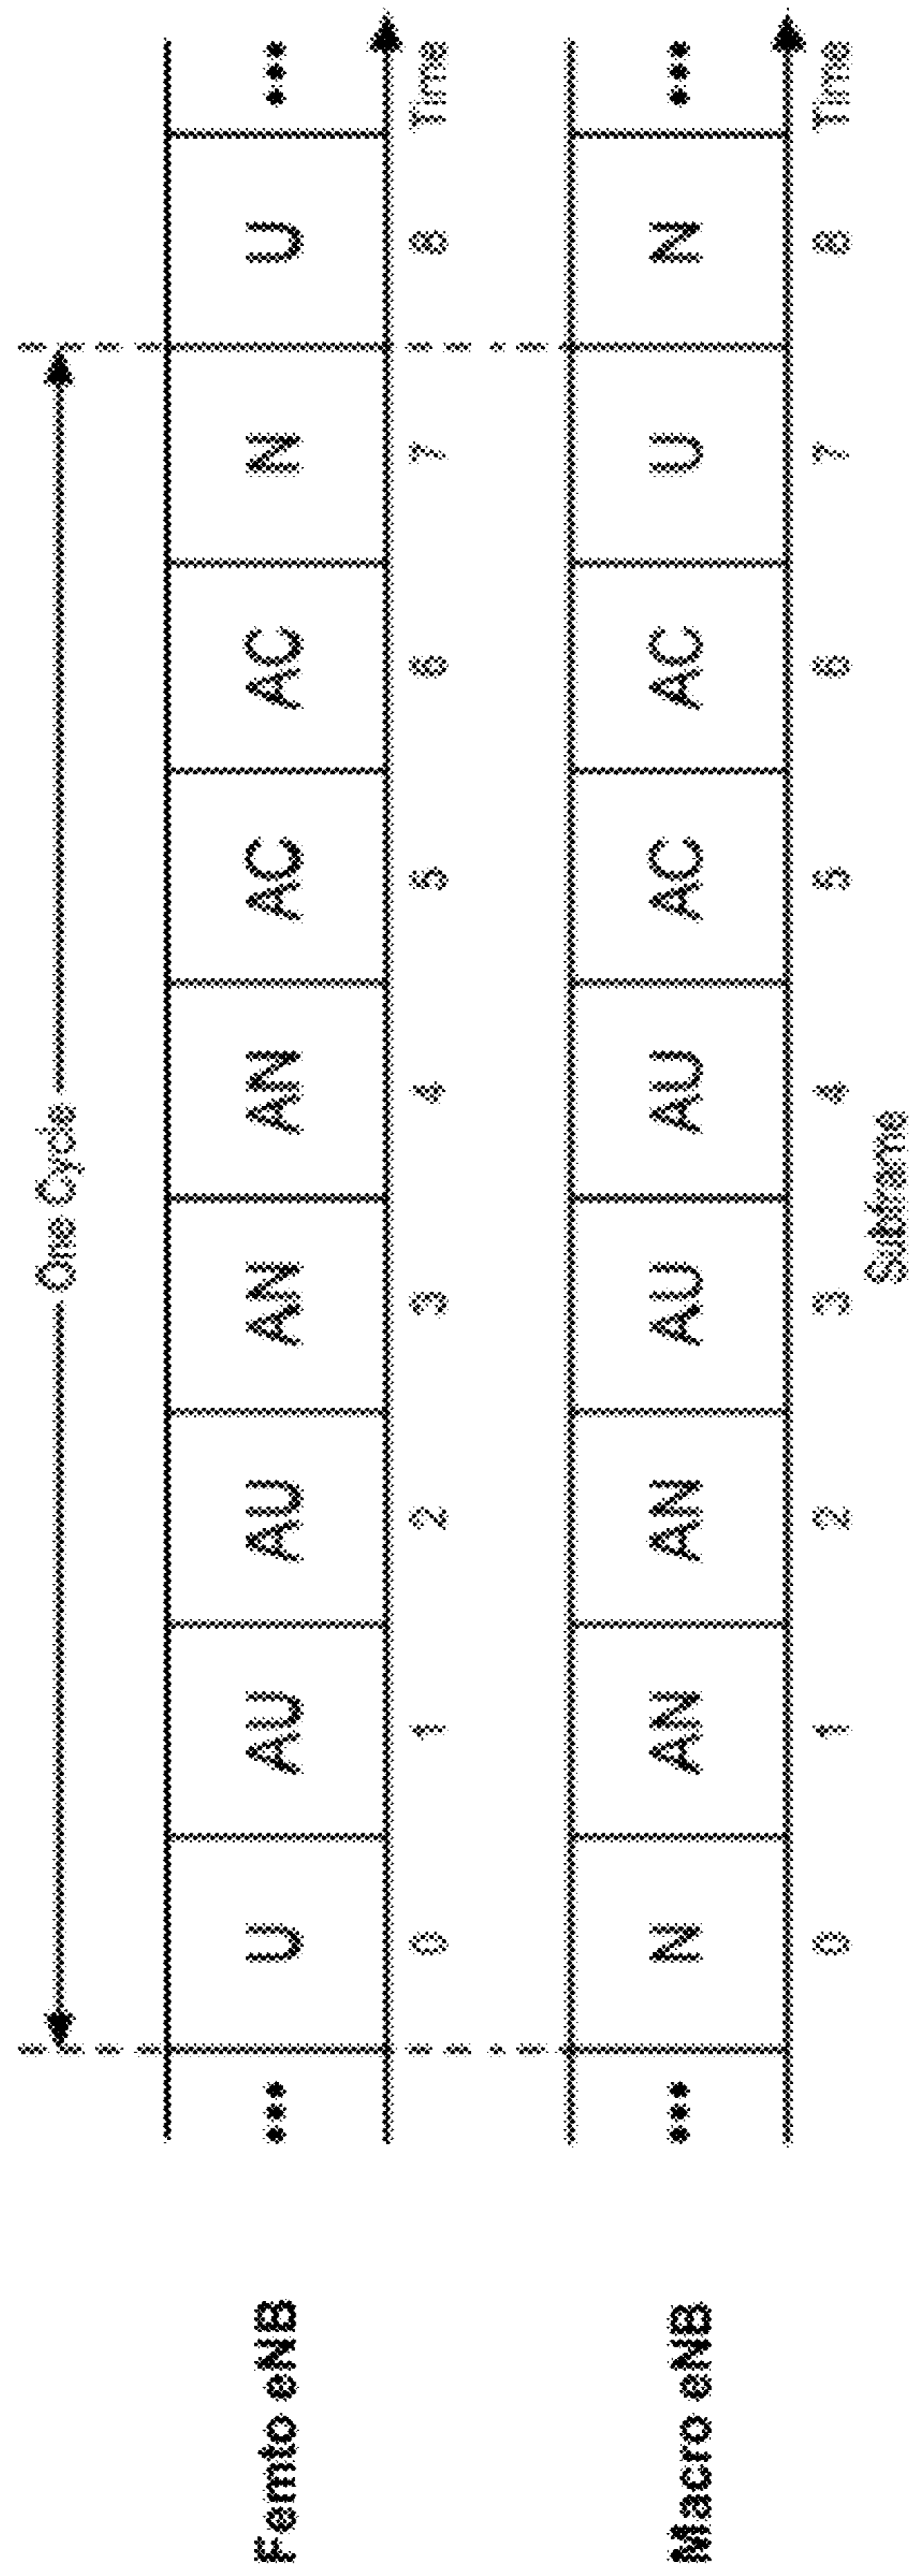 One Cycle
Femto eNB ••• U AU AU AN AN AC AC N U •••
0 1 2 3 4 5 6 7 8 Time
Macro eNB ••• N AN AN AU AU AC AC U N •••
0 1 2 3 4 5 6 7 8 Time
Subframe